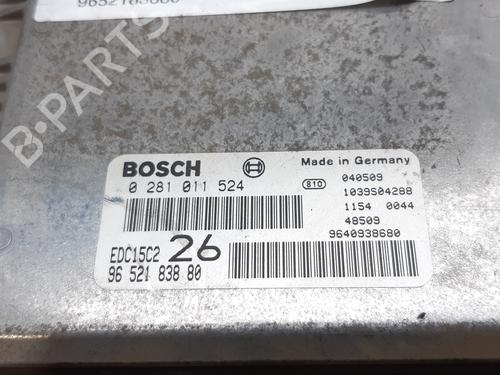 9652183880
B-PARTS
BOSCH
Made in Germany
0 281 011 524
810
040509
1039S04288
1154 0044
48509
9640938680
EDC15C2 26
96 521 838 80